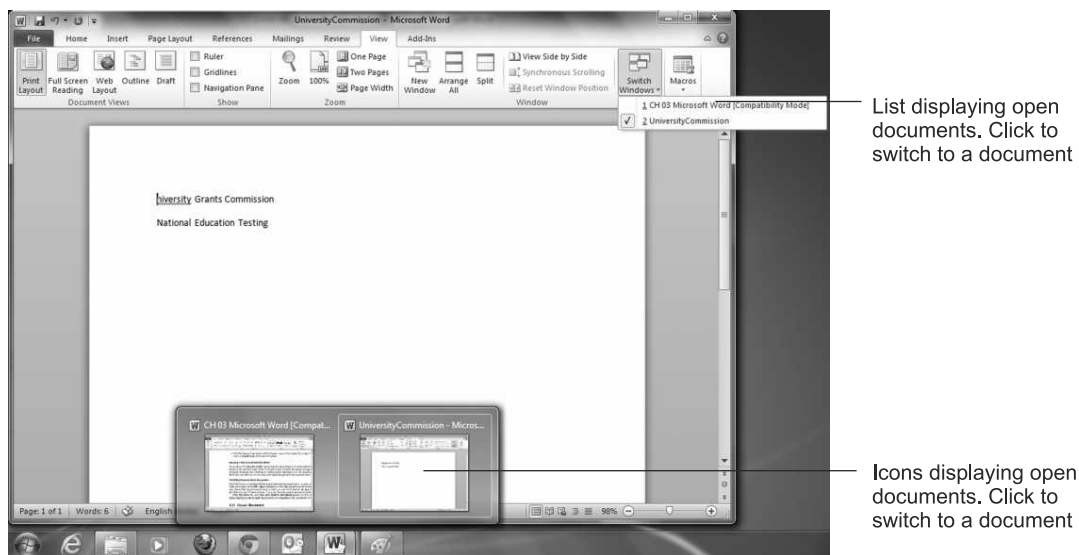 UniversityCommission - Microsoft Word
File Home Insert Page Layout References Mailings Review View Add-Ins
Print Layout
Full Screen Reading
Web Layout
Outline
Draft
Document Views
Ruler
Gridlines
Navigation Pane
Show
Zoom
100%
One Page
Two Pages
Page Width
Zoom
New Window
Arrange All
Split
View Side by Side
Synchronous Scrolling
Reset Window Position
Window
Switch Windows
Macros
1 CH 03 Microsoft Word [Compatibility Mode]
2 UniversityCommission
List displaying open
documents. Click to
switch to a document
hiversity Grants Commission
National Education Testing
CH 03 Microsoft Word [Compat...
UniversityCommission - Micros...
Icons displaying open
documents. Click to
switch to a document
Page: 1 of 1 Words: 6 English 98%